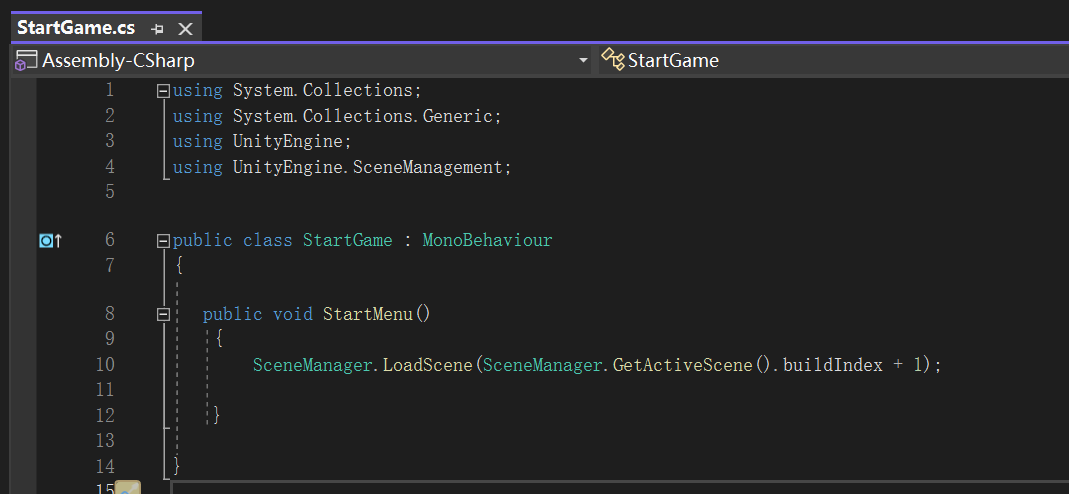 StartGame.cs
Assembly-CSharp StartGame
1 using System.Collections;
2 using System.Collections.Generic;
3 using UnityEngine;
4 using UnityEngine.SceneManagement;
5
6 public class StartGame : MonoBehaviour
7 {
8 public void StartMenu()
9 {
10 SceneManager.LoadScene(SceneManager.GetActiveScene().buildIndex + 1);
11
12 }
13
14 }
15